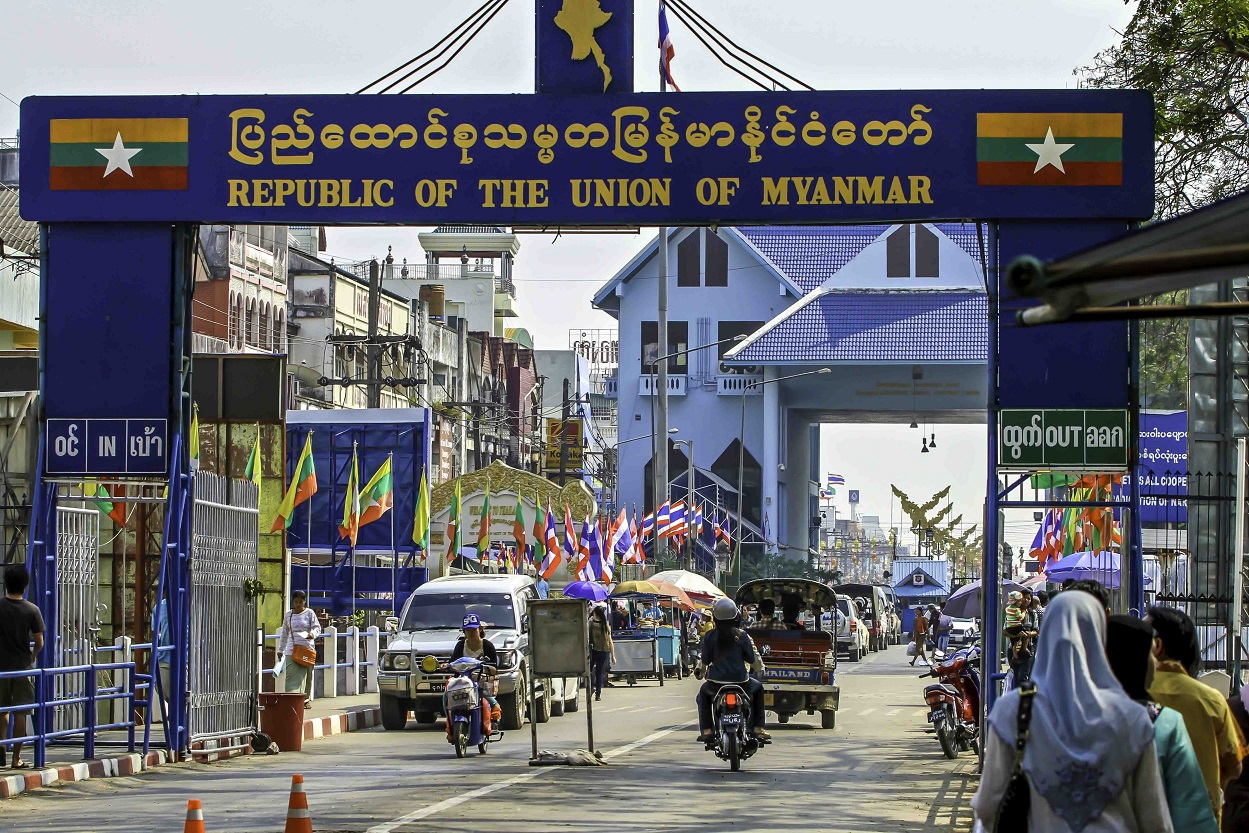 ပြည်ထောင်စုသမ္မတမြန်မာနိုင်ငံတော်
REPUBLIC OF THE UNION OF MYANMAR
ဝင် IN เข้า
ထွက် OUT ออก
Kodak
THAILAND